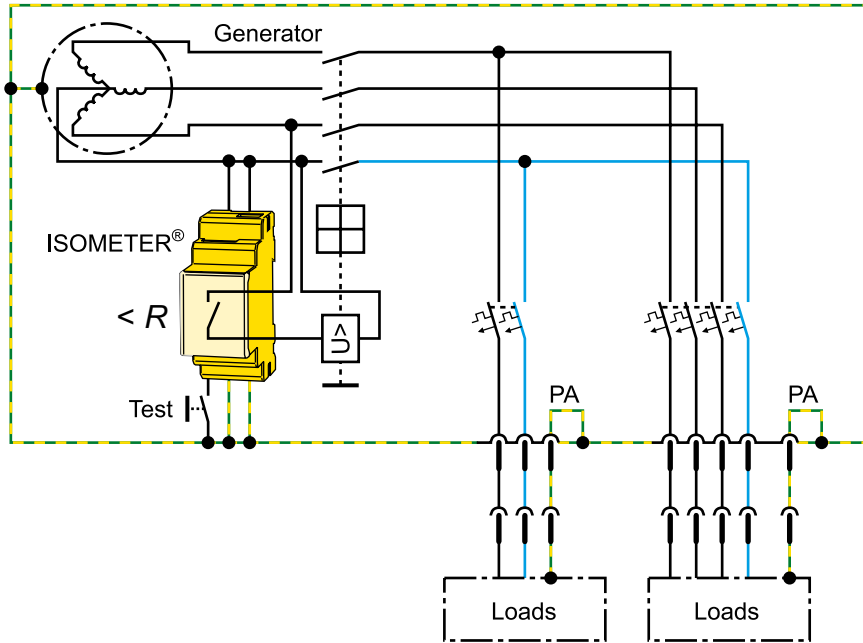 Generator
ISOMETER®
< R
U>
Test
PA
PA
Loads
Loads